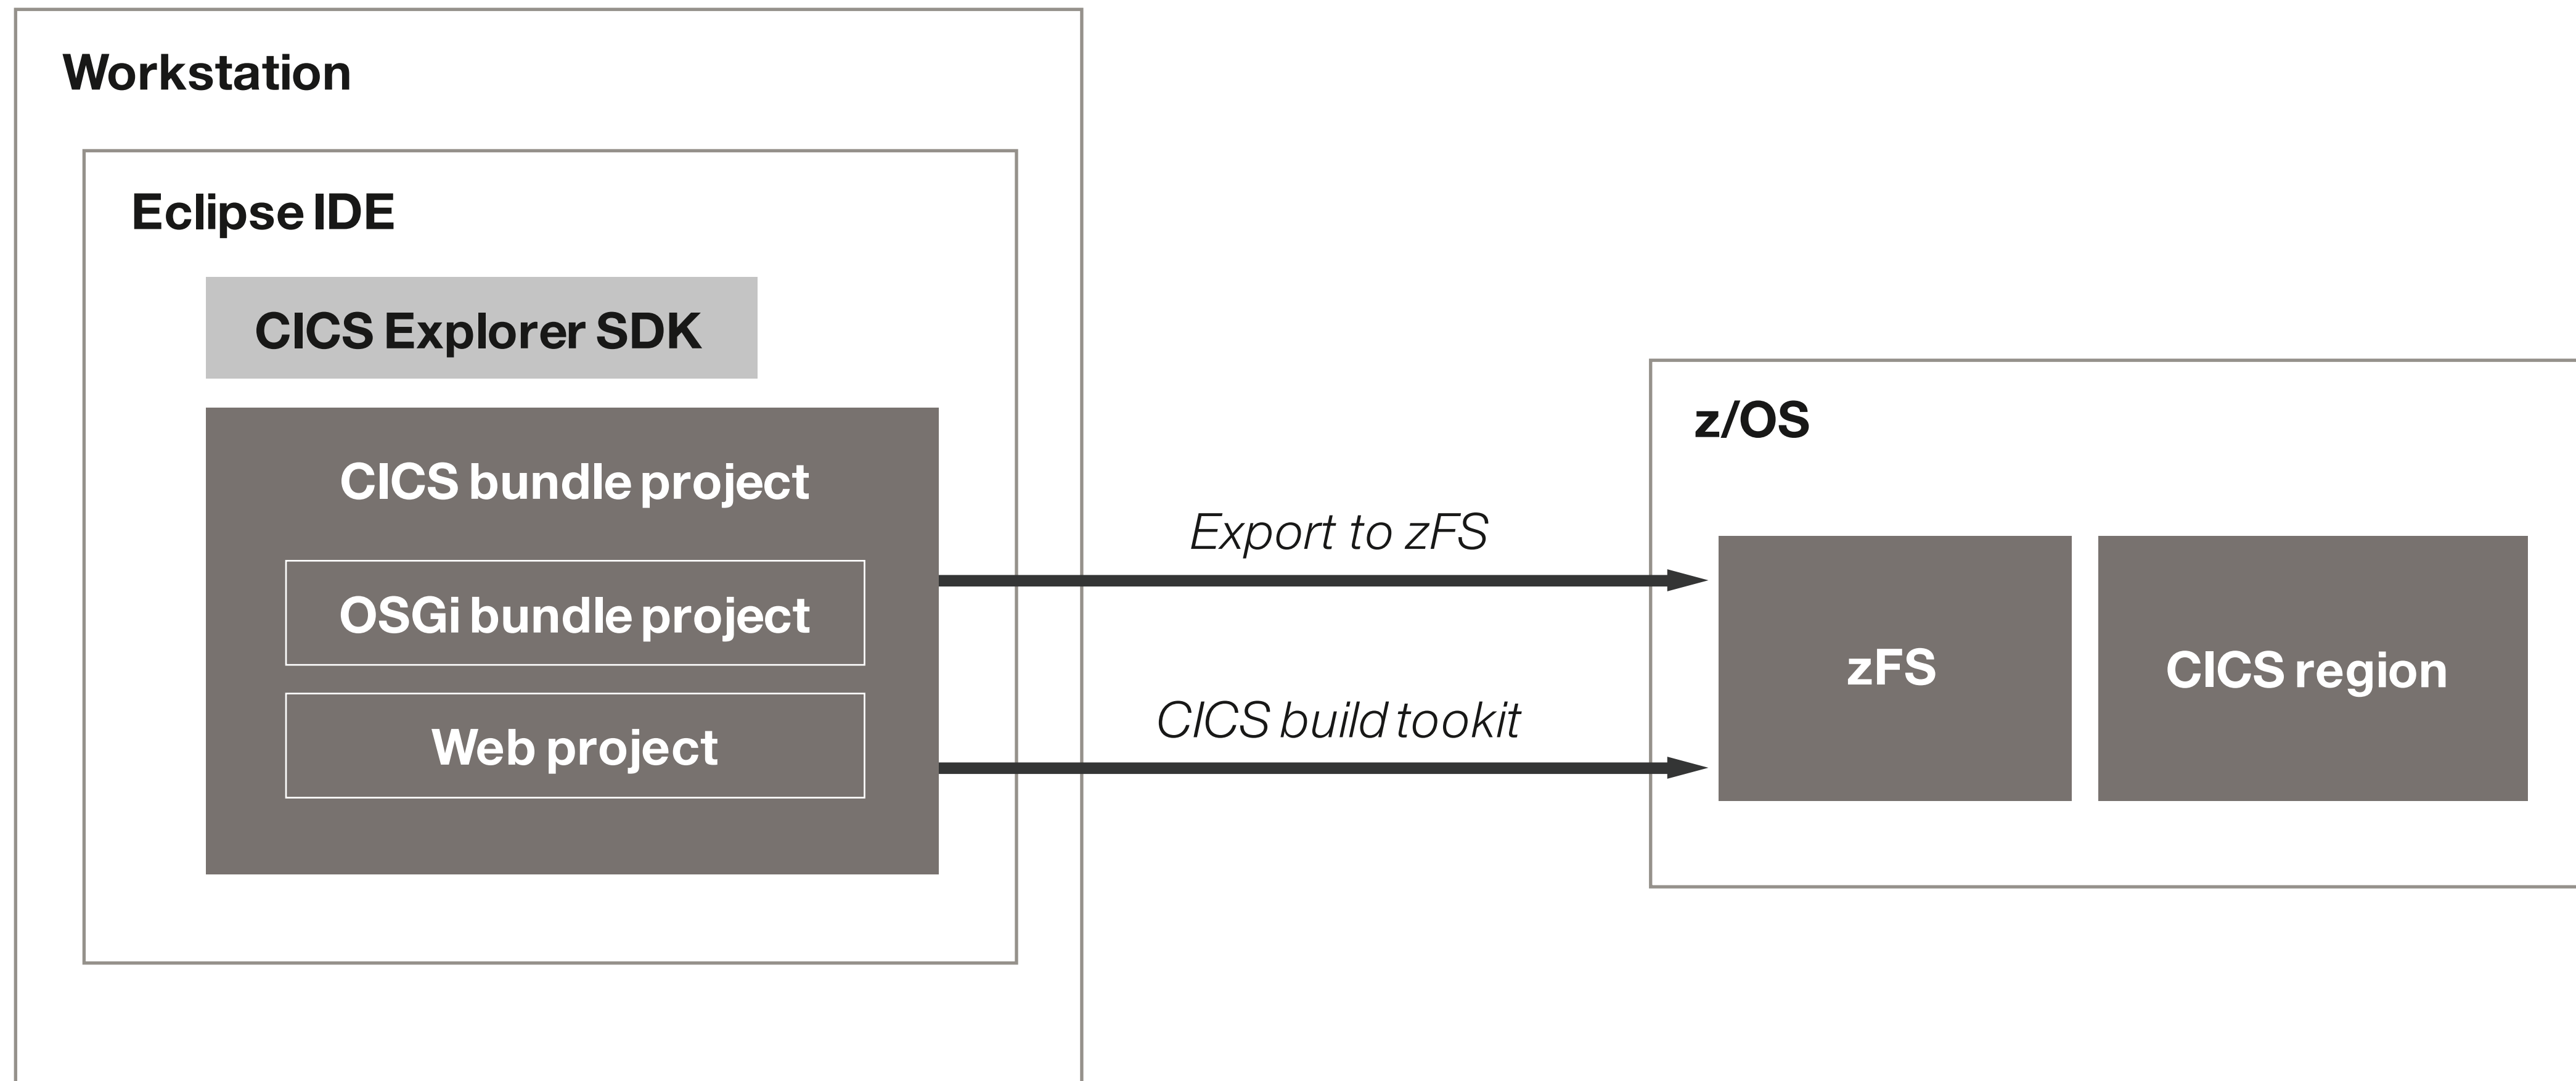 Workstation
Eclipse IDE
CICS Explorer SDK
CICS bundle project
OSGi bundle project
Web project
Export to zFS
CICS build tookit
z/OS
zFS
CICS region